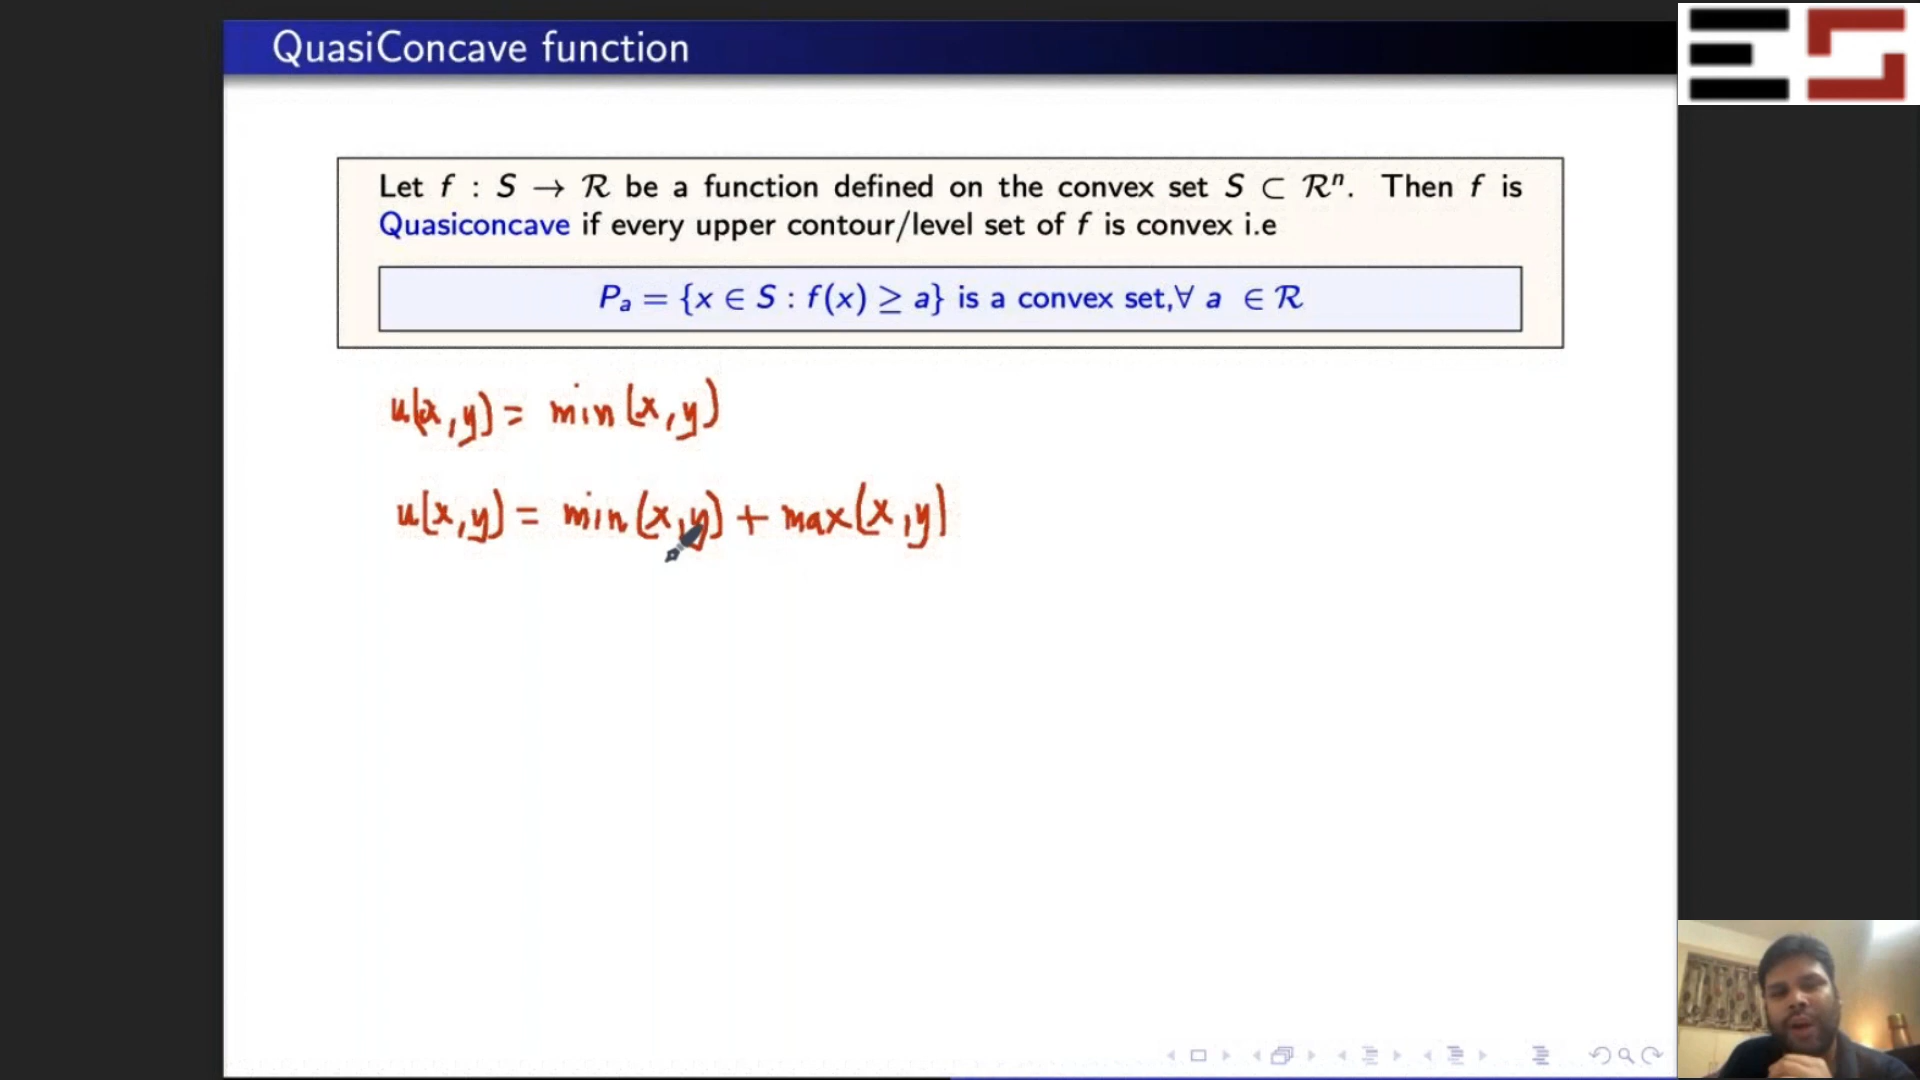 QuasiConcave function
ES
Let f : S → R be a function defined on the convex set S ⊂ Rⁿ. Then f is
Quasiconcave if every upper contour/level set of f is convex i.e
Pₐ = {x ∈ S : f(x) ≥ a} is a convex set,∀ a ∈ R
u(x,y) = min(x,y)
u(x,y) = min(x,y) + max(x,y)